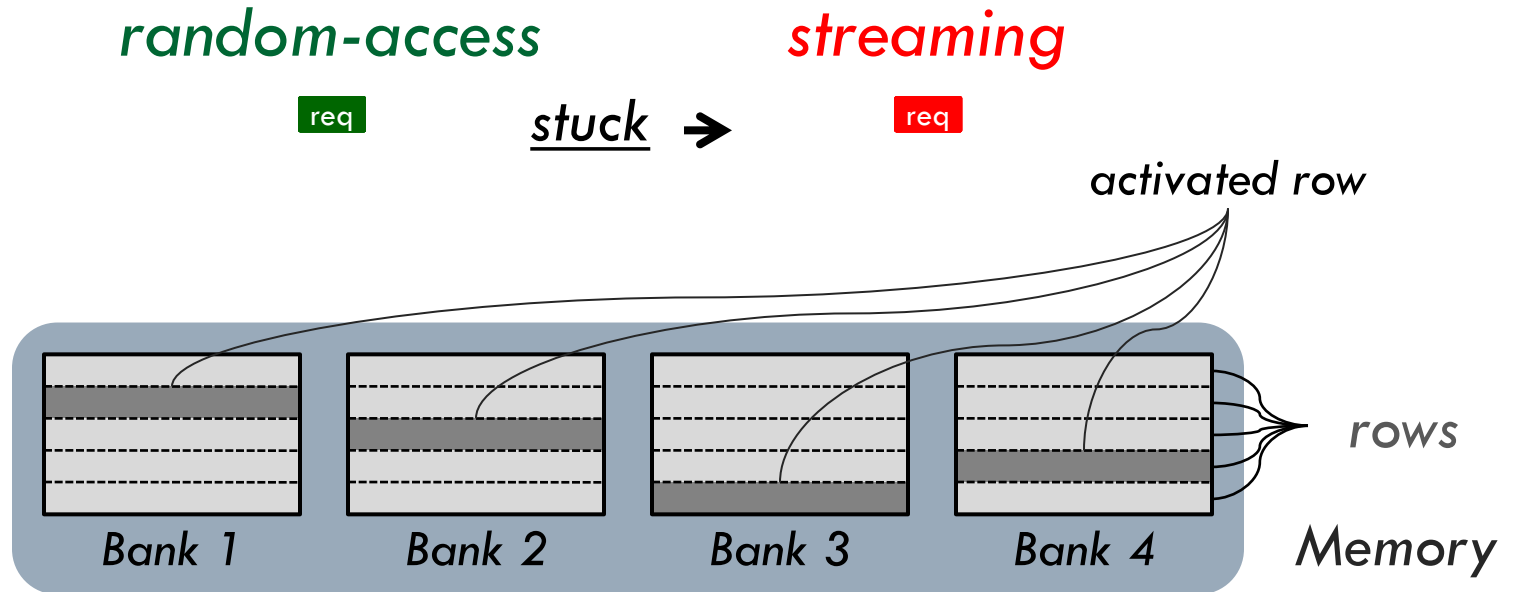 random-access
streaming
req
stuck
req
activated row
rows
Bank 1
Bank 2
Bank 3
Bank 4
Memory